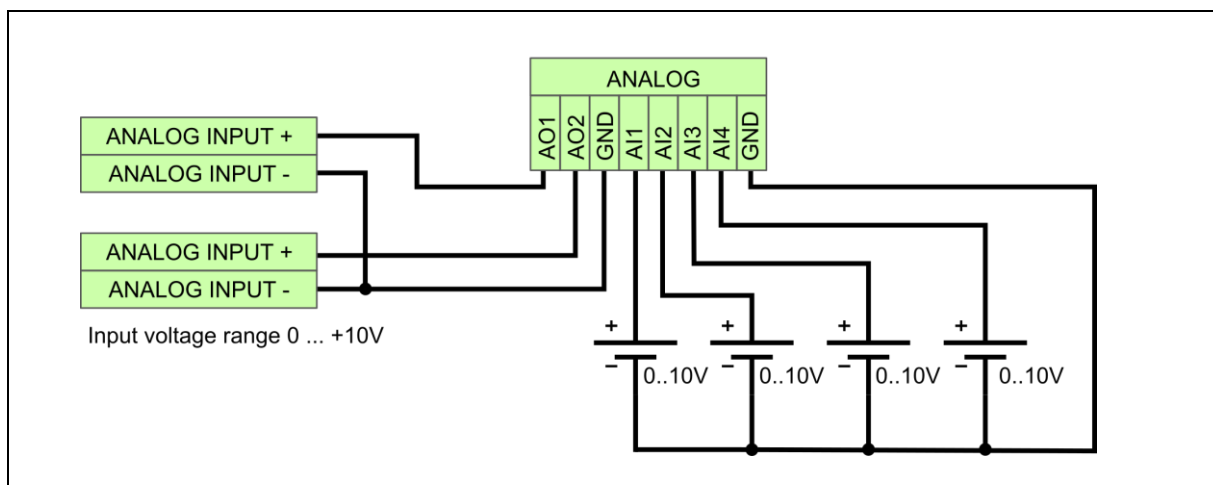 ANALOG
AO1 AO2 GND AI1 AI2 AI3 AI4 GND
ANALOG INPUT +
ANALOG INPUT -
ANALOG INPUT +
ANALOG INPUT -
Input voltage range 0 ... +10V
+ + + +
− − − −
0..10V 0..10V 0..10V 0..10V